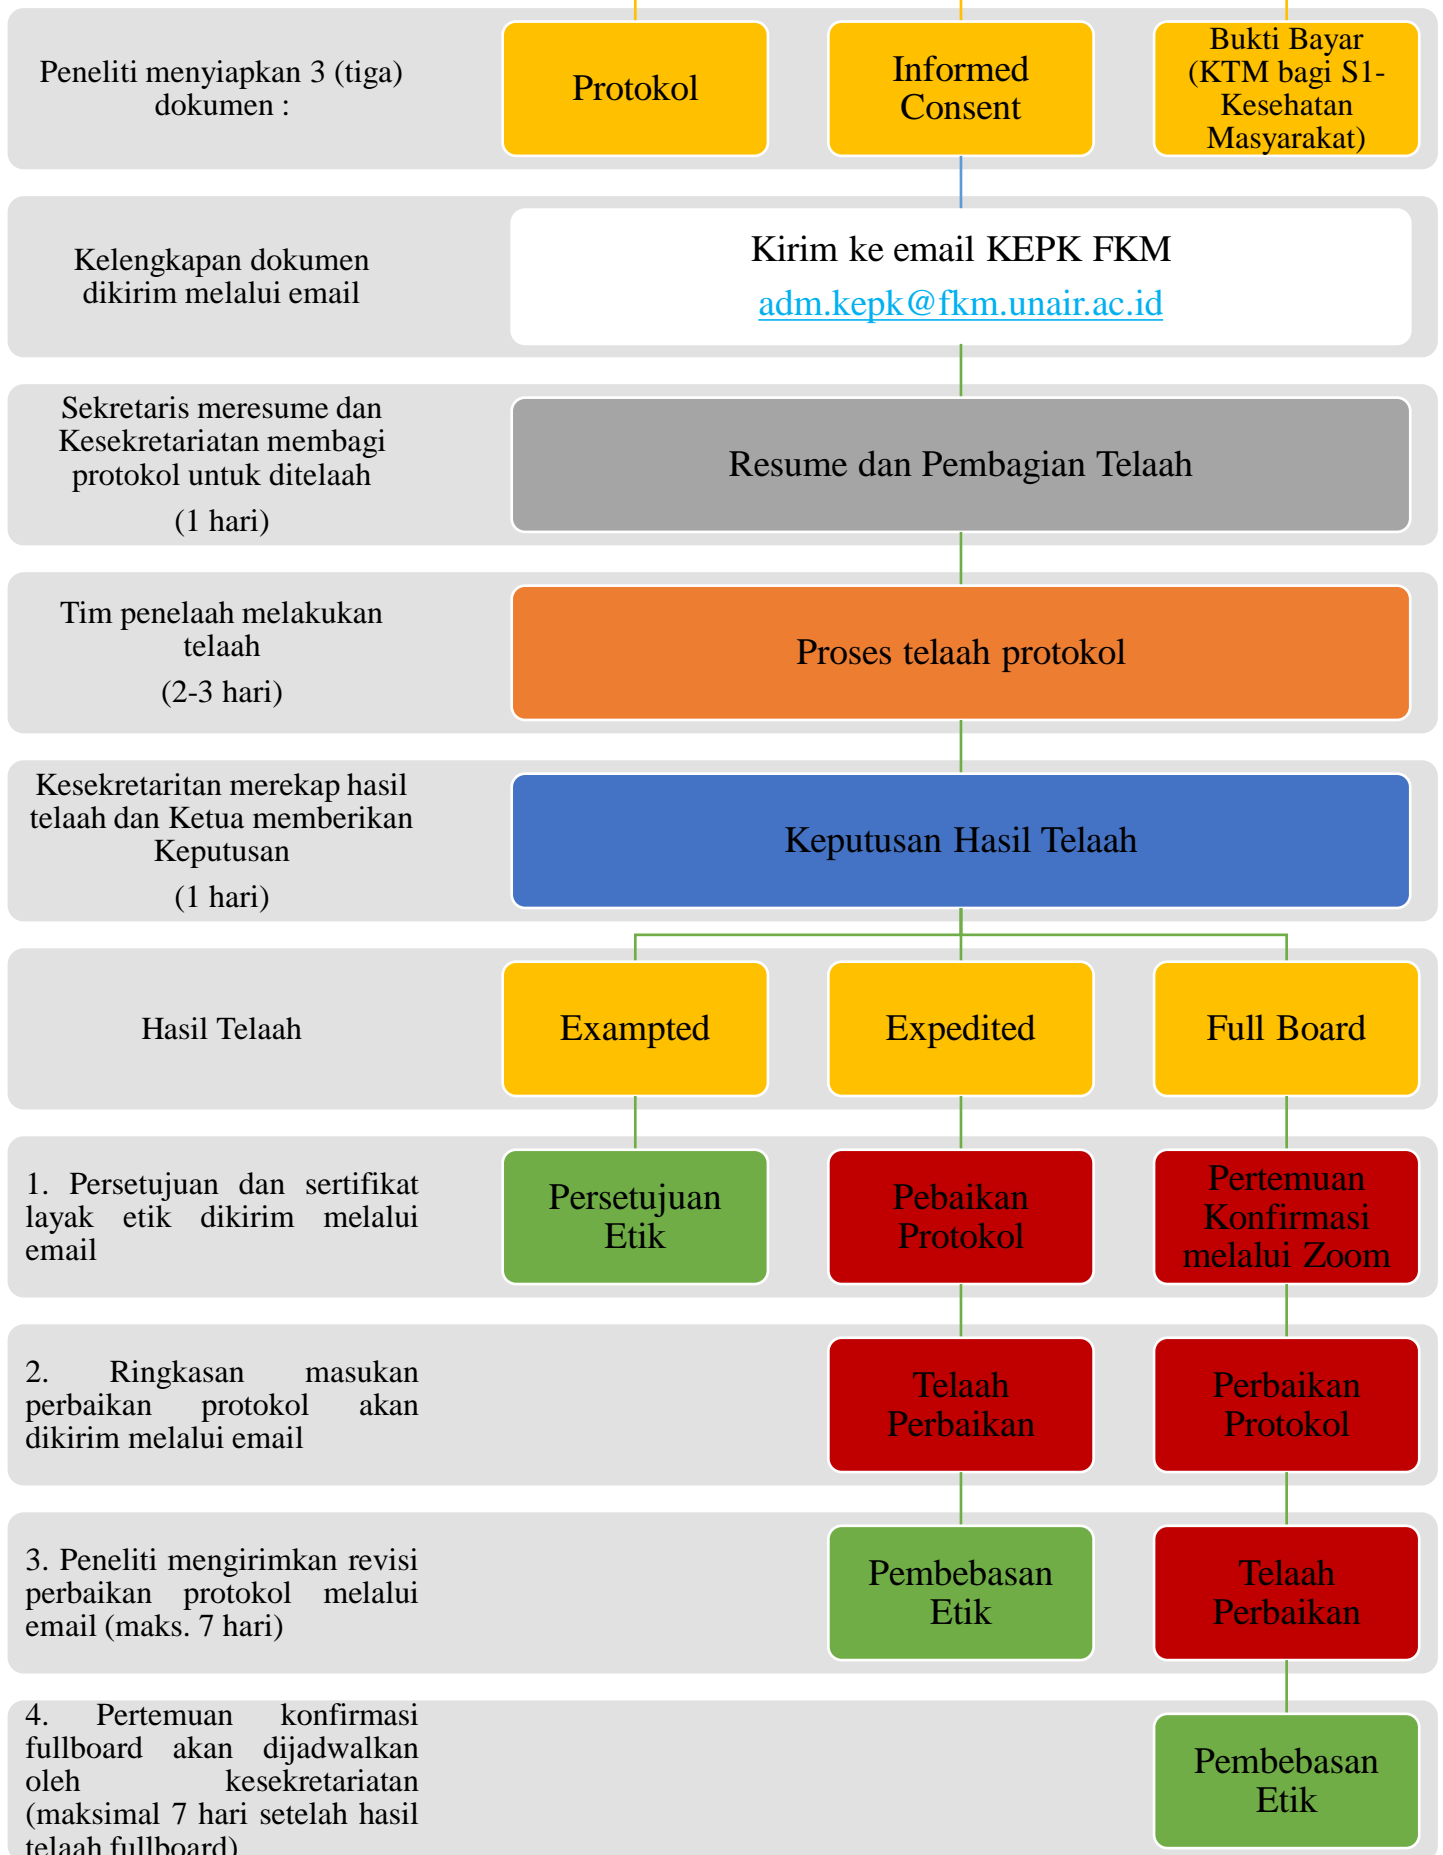 Peneliti menyiapkan 3 (tiga)
dokumen :
Protokol
Informed
Consent
Bukti Bayar
(KTM bagi S1-
Kesehatan
Masyarakat)
Kelengkapan dokumen
dikirim melalui email
Kirim ke email KEPK FKM
adm.kepk@fkm.unair.ac.id
Sekretaris meresume dan
Kesekretariatan membagi
protokol untuk ditelaah
(1 hari)
Resume dan Pembagian Telaah
Tim penelaah melakukan
telaah
(2-3 hari)
Proses telaah protokol
Kesekretaritan merekap hasil
telaah dan Ketua memberikan
Keputusan
(1 hari)
Keputusan Hasil Telaah
Hasil Telaah
Exampted
Expedited
Full Board
1. Persetujuan dan sertifikat
layak etik dikirim melalui
email
Persetujuan
Etik
Pebaikan
Protokol
Pertemuan
Konfirmasi
melalui Zoom
2. Ringkasan masukan
perbaikan protokol akan
dikirim melalui email
Telaah
Perbaikan
Perbaikan
Protokol
3. Peneliti mengirimkan revisi
perbaikan protokol melalui
email (maks. 7 hari)
Pembebasan
Etik
Telaah
Perbaikan
4. Pertemuan konfirmasi
fullboard akan dijadwalkan
oleh kesekretariatan
(maksimal 7 hari setelah hasil
telaah fullboard)
Pembebasan
Etik